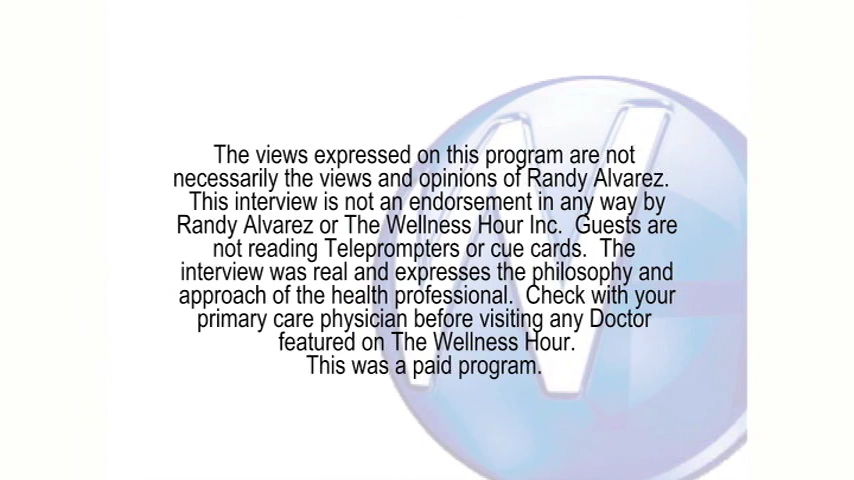 The views expressed on this program are not
necessarily the views and opinions of Randy Alvarez.
This interview is not an endorsement in any way by
Randy Alvarez or The Wellness Hour Inc.  Guests are
not reading Teleprompters or cue cards.  The
interview was real and expresses the philosophy and
approach of the health professional.  Check with your
primary care physician before visiting any Doctor
featured on The Wellness Hour.
This was a paid program.